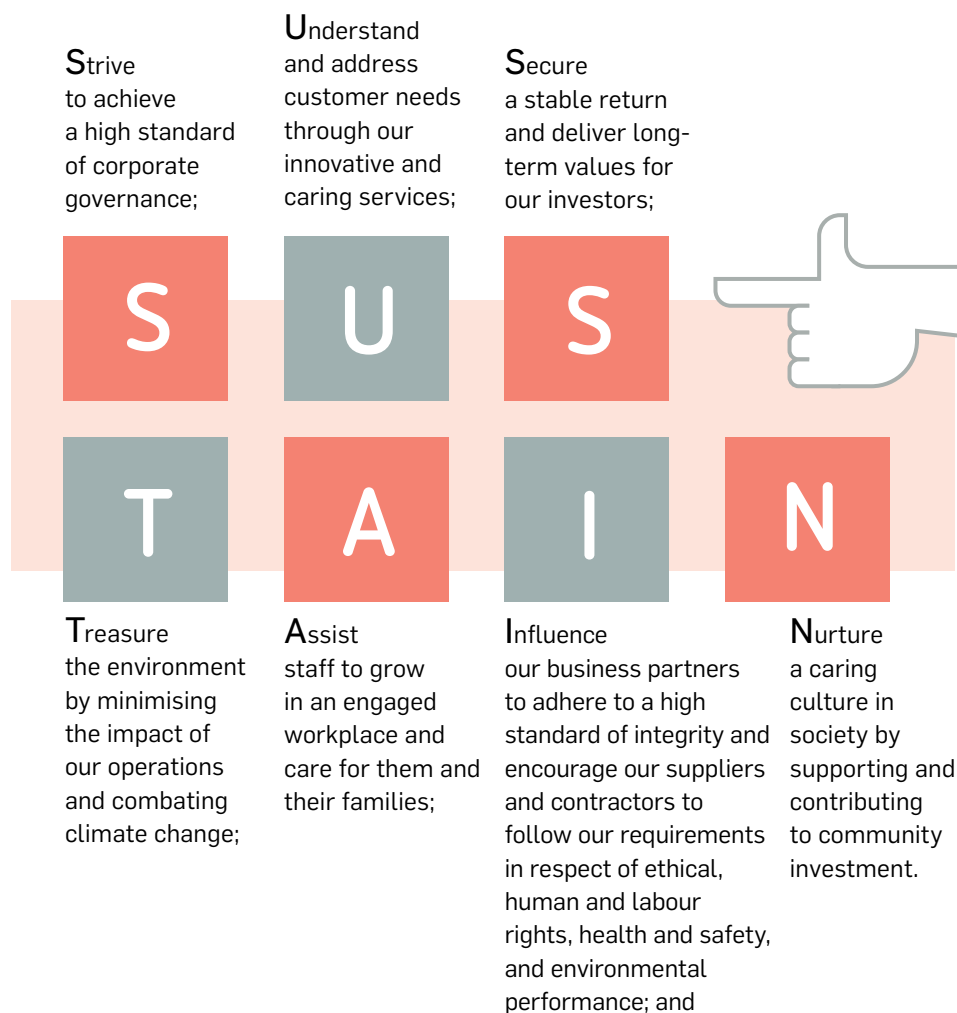 Strive
to achieve
a high standard
of corporate
governance;
Understand
and address
customer needs
through our
innovative and
caring services;
Secure
a stable return
and deliver long-
term values for
our investors;
S
U
S
T
A
I
N
Treasure
the environment
by minimising
the impact of
our operations
and combating
climate change;
Assist
staff to grow
in an engaged
workplace and
care for them and
their families;
Influence
our business partners
to adhere to a high
standard of integrity and
encourage our suppliers
and contractors to
follow our requirements
in respect of ethical,
human and labour
rights, health and safety,
and environmental
performance; and
Nurture
a caring
culture in
society by
supporting and
contributing
to community
investment.